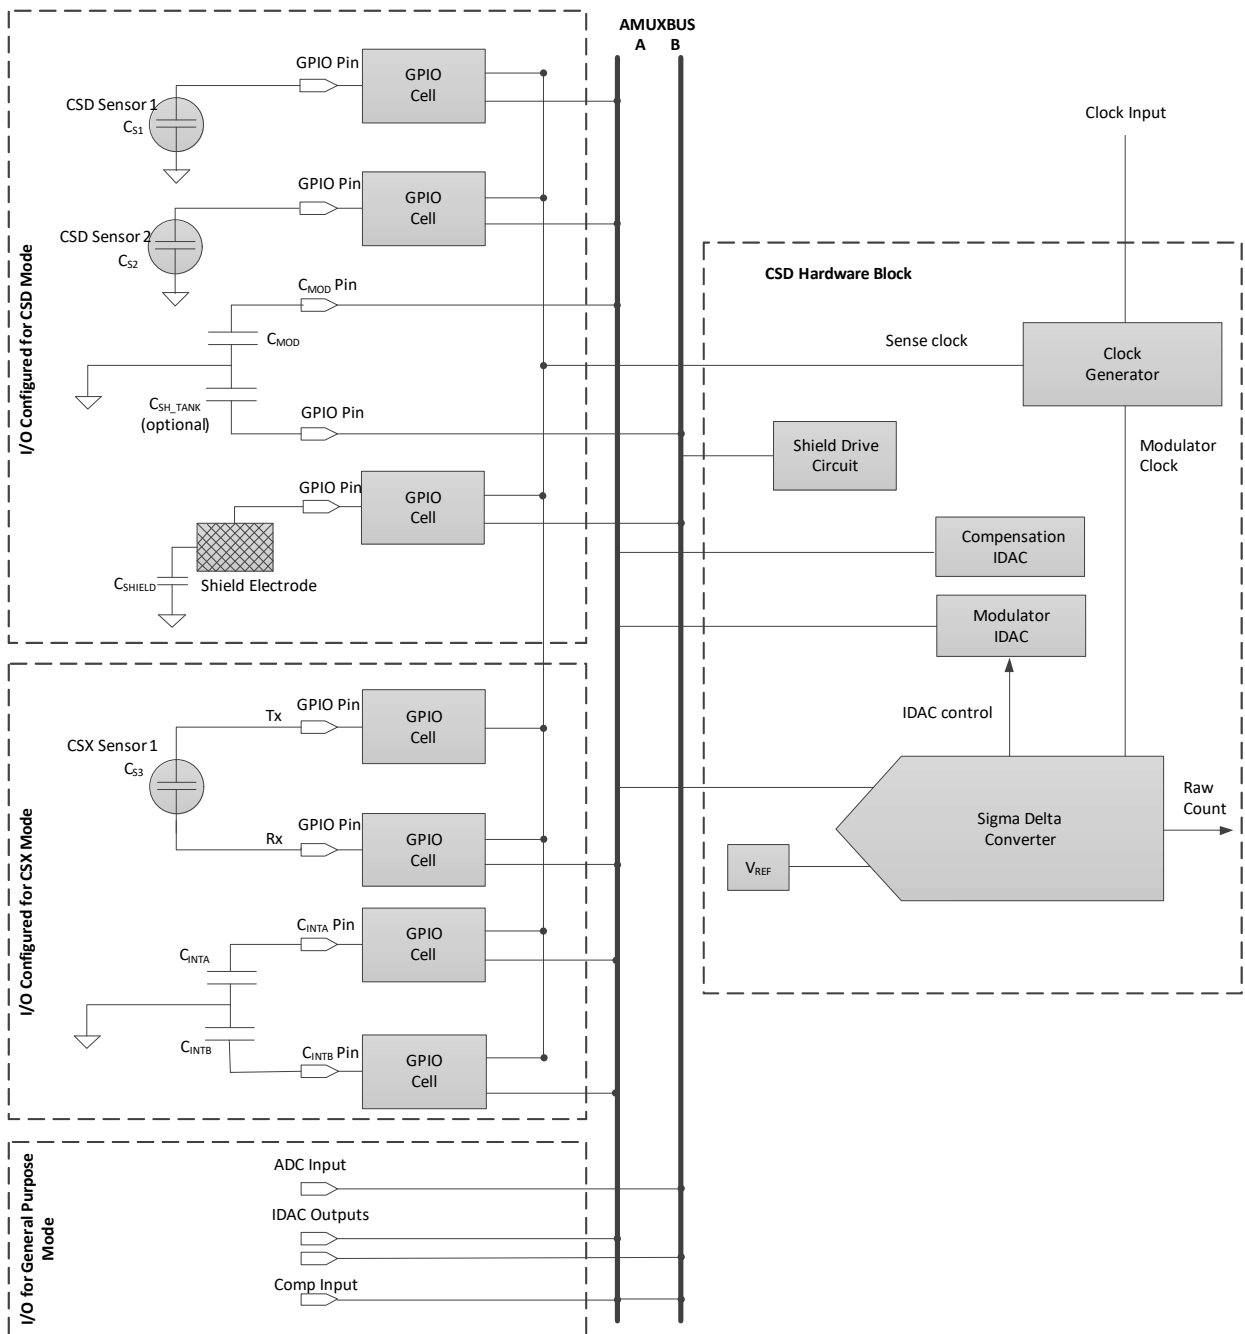 AMUXBUS
A B
I/O Configured for CSD Mode
GPIO Pin
GPIO
Cell
CSD Sensor 1
CS1
GPIO Pin
GPIO
Cell
CSD Sensor 2
CS2
CMOD Pin
CMOD
CSH_TANK
(optional)
GPIO Pin
GPIO Pin
GPIO
Cell
CSHIELD
Shield Electrode
I/O Configured for CSX Mode
Tx
GPIO Pin
GPIO
Cell
CSX Sensor 1
CS3
Rx
GPIO Pin
GPIO
Cell
CINTA Pin
GPIO
Cell
CINTA
CINTB
CINTB Pin
GPIO
Cell
I/O for General Purpose
Mode
ADC Input
IDAC Outputs
Comp Input
Clock Input
CSD Hardware Block
Sense clock
Clock
Generator
Shield Drive
Circuit
Modulator
Clock
Compensation
IDAC
Modulator
IDAC
IDAC control
Sigma Delta
Converter
Raw
Count
VREF